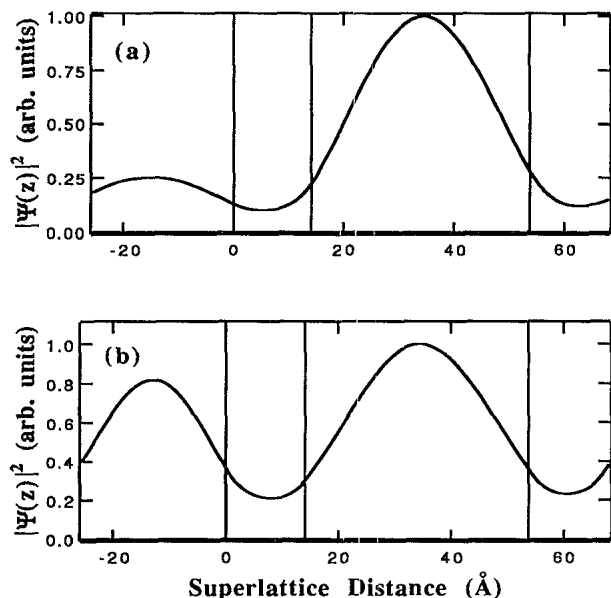 1.00
(a)
0.75
0.50
0.25
0.00
|Ψ(z)|² (arb. units)
-20 0 20 40 60
1.0
(b)
0.8
0.6
0.4
0.2
0.0
|Ψ(z)|² (arb. units)
-20 0 20 40 60
Superlattice Distance (Å)